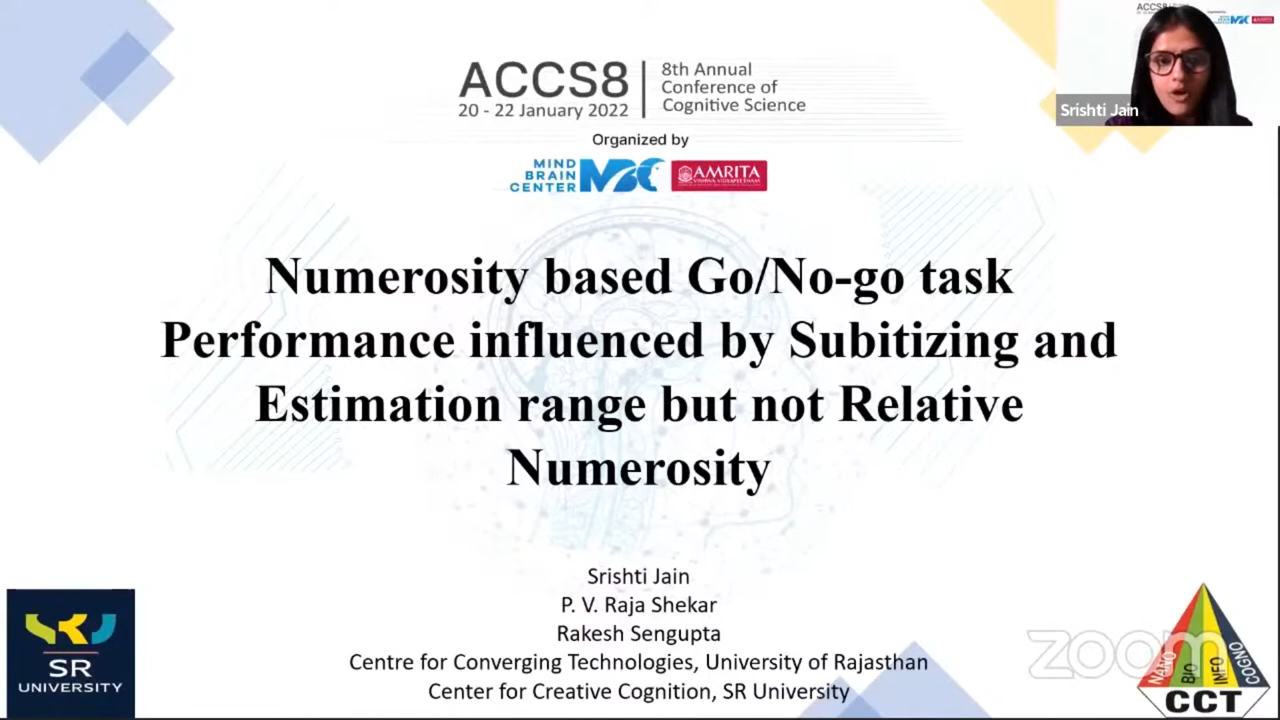 ACCS8
20 - 22 January 2022
8th Annual
Conference of
Cognitive Science
Organized by
MIND
BRAIN
CENTER
MBC
AMRITA
VISHWA VIDYAPEETHAM
Srishti Jain
Numerosity based Go/No-go task
Performance influenced by Subitizing and
Estimation range but not Relative
Numerosity
Srishti Jain
P. V. Raja Shekar
Rakesh Sengupta
Centre for Converging Technologies, University of Rajasthan
Center for Creative Cognition, SR University
SR
UNIVERSITY
zoom
NANO
BIO
INFO
COGNO
CCT